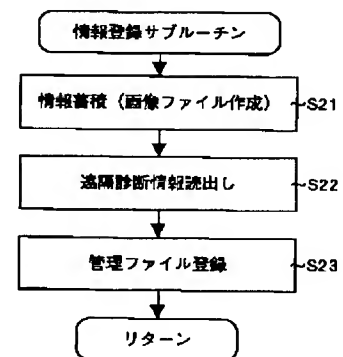 情報登録サブルーチン
情報蓄積（画像ファイル作成） ~S21
遠隔診断情報読出し ~S22
管理ファイル登録 ~S23
リターン